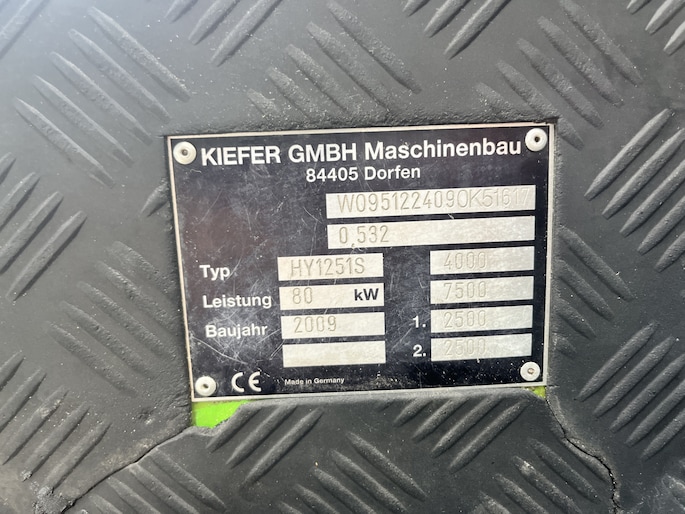 KIEFER GMBH Maschinenbau
84405 Dorfen
W0951224090K51617
0,532
Typ HY1251S 4000
Leistung 80 kW 7500
Baujahr 2009 1. 2500
2. 2500
CE Made in Germany